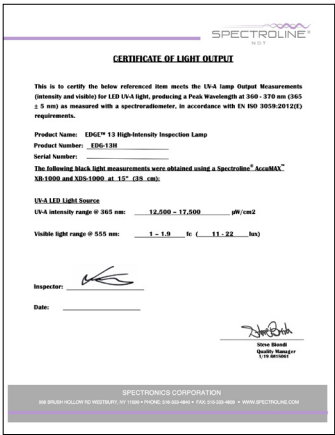 SPECTROLINE®
NDT
CERTIFICATE OF LIGHT OUTPUT
This is to certify the below referenced item meets the UV-A lamp Output Measurements
(intensity and visible) for LED UV-A light, producing a Peak Wavelength at 360 - 370 nm (365
± 5 nm) as measured with a spectroradiometer, in accordance with EN ISO 3059:2012(E)
requirements.
Product Name: EDGE™ 13 High-Intensity Inspection Lamp
Product Number: EDG-13H
Serial Number:
The following black light measurements were obtained using a Spectroline® AccuMAX™
XR-1000 and XDS-1000 at 15" (38 cm):
UV-A LED Light Source
UV-A intensity range @ 365 nm: 12,500 – 17,500 µW/cm2
Visible light range @ 555 nm: 1 – 1.9 fc ( 11 - 22 lux)
Inspector:
Date:
Steve Biondi
Quality Manager
SPECTRONICS CORPORATION
956 BRUSH HOLLOW RD WESTBURY, NY 11590 • PHONE: 516-333-4840 • FAX: 516-333-4859 • WWW.SPECTROLINE.COM